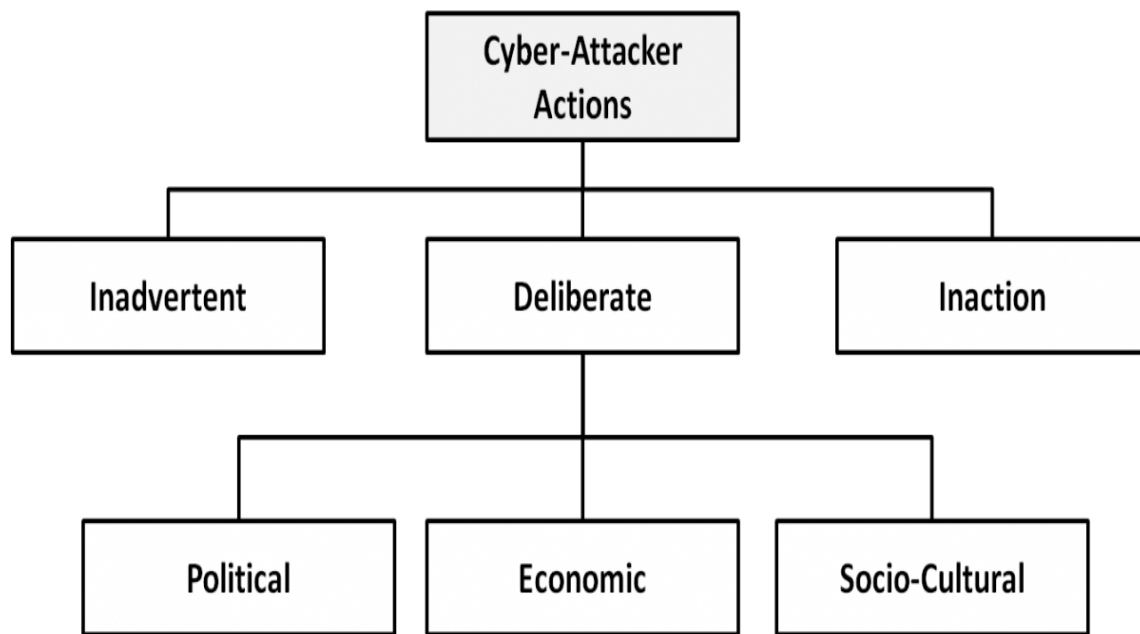 Cyber-Attacker
Actions
Inadvertent
Deliberate
Inaction
Political
Economic
Socio-Cultural